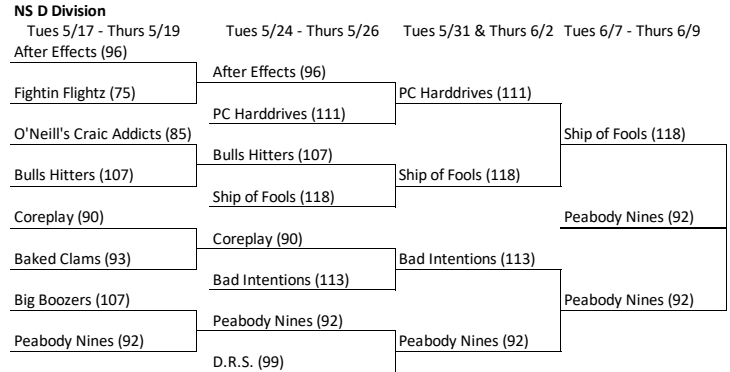 NS D Division
Tues 5/17 - Thurs 5/19 Tues 5/24 - Thurs 5/26 Tues 5/31 & Thurs 6/2 Tues 6/7 - Thurs 6/9
After Effects (96)
After Effects (96)
Fightin Flightz (75)
PC Harddrives (111)
PC Harddrives (111)
O'Neill's Craic Addicts (85)
Ship of Fools (118)
Bulls Hitters (107)
Bulls Hitters (107)
Ship of Fools (118)
Ship of Fools (118)
Coreplay (90)
Peabody Nines (92)
Coreplay (90)
Baked Clams (93)
Bad Intentions (113)
Bad Intentions (113)
Big Boozers (107)
Peabody Nines (92)
Peabody Nines (92)
Peabody Nines (92)
Peabody Nines (92)
D.R.S. (99)